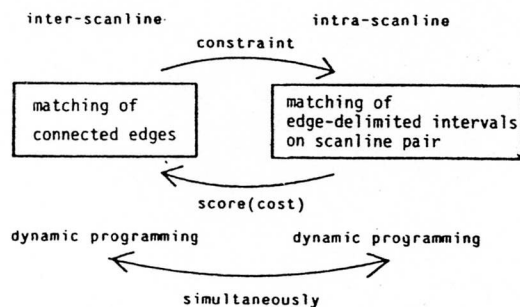 inter-scanline
intra-scanline
constraint
matching of
connected edges
matching of
edge-delimited intervals
on scanline pair
score(cost)
dynamic programming
dynamic programming
simultaneously